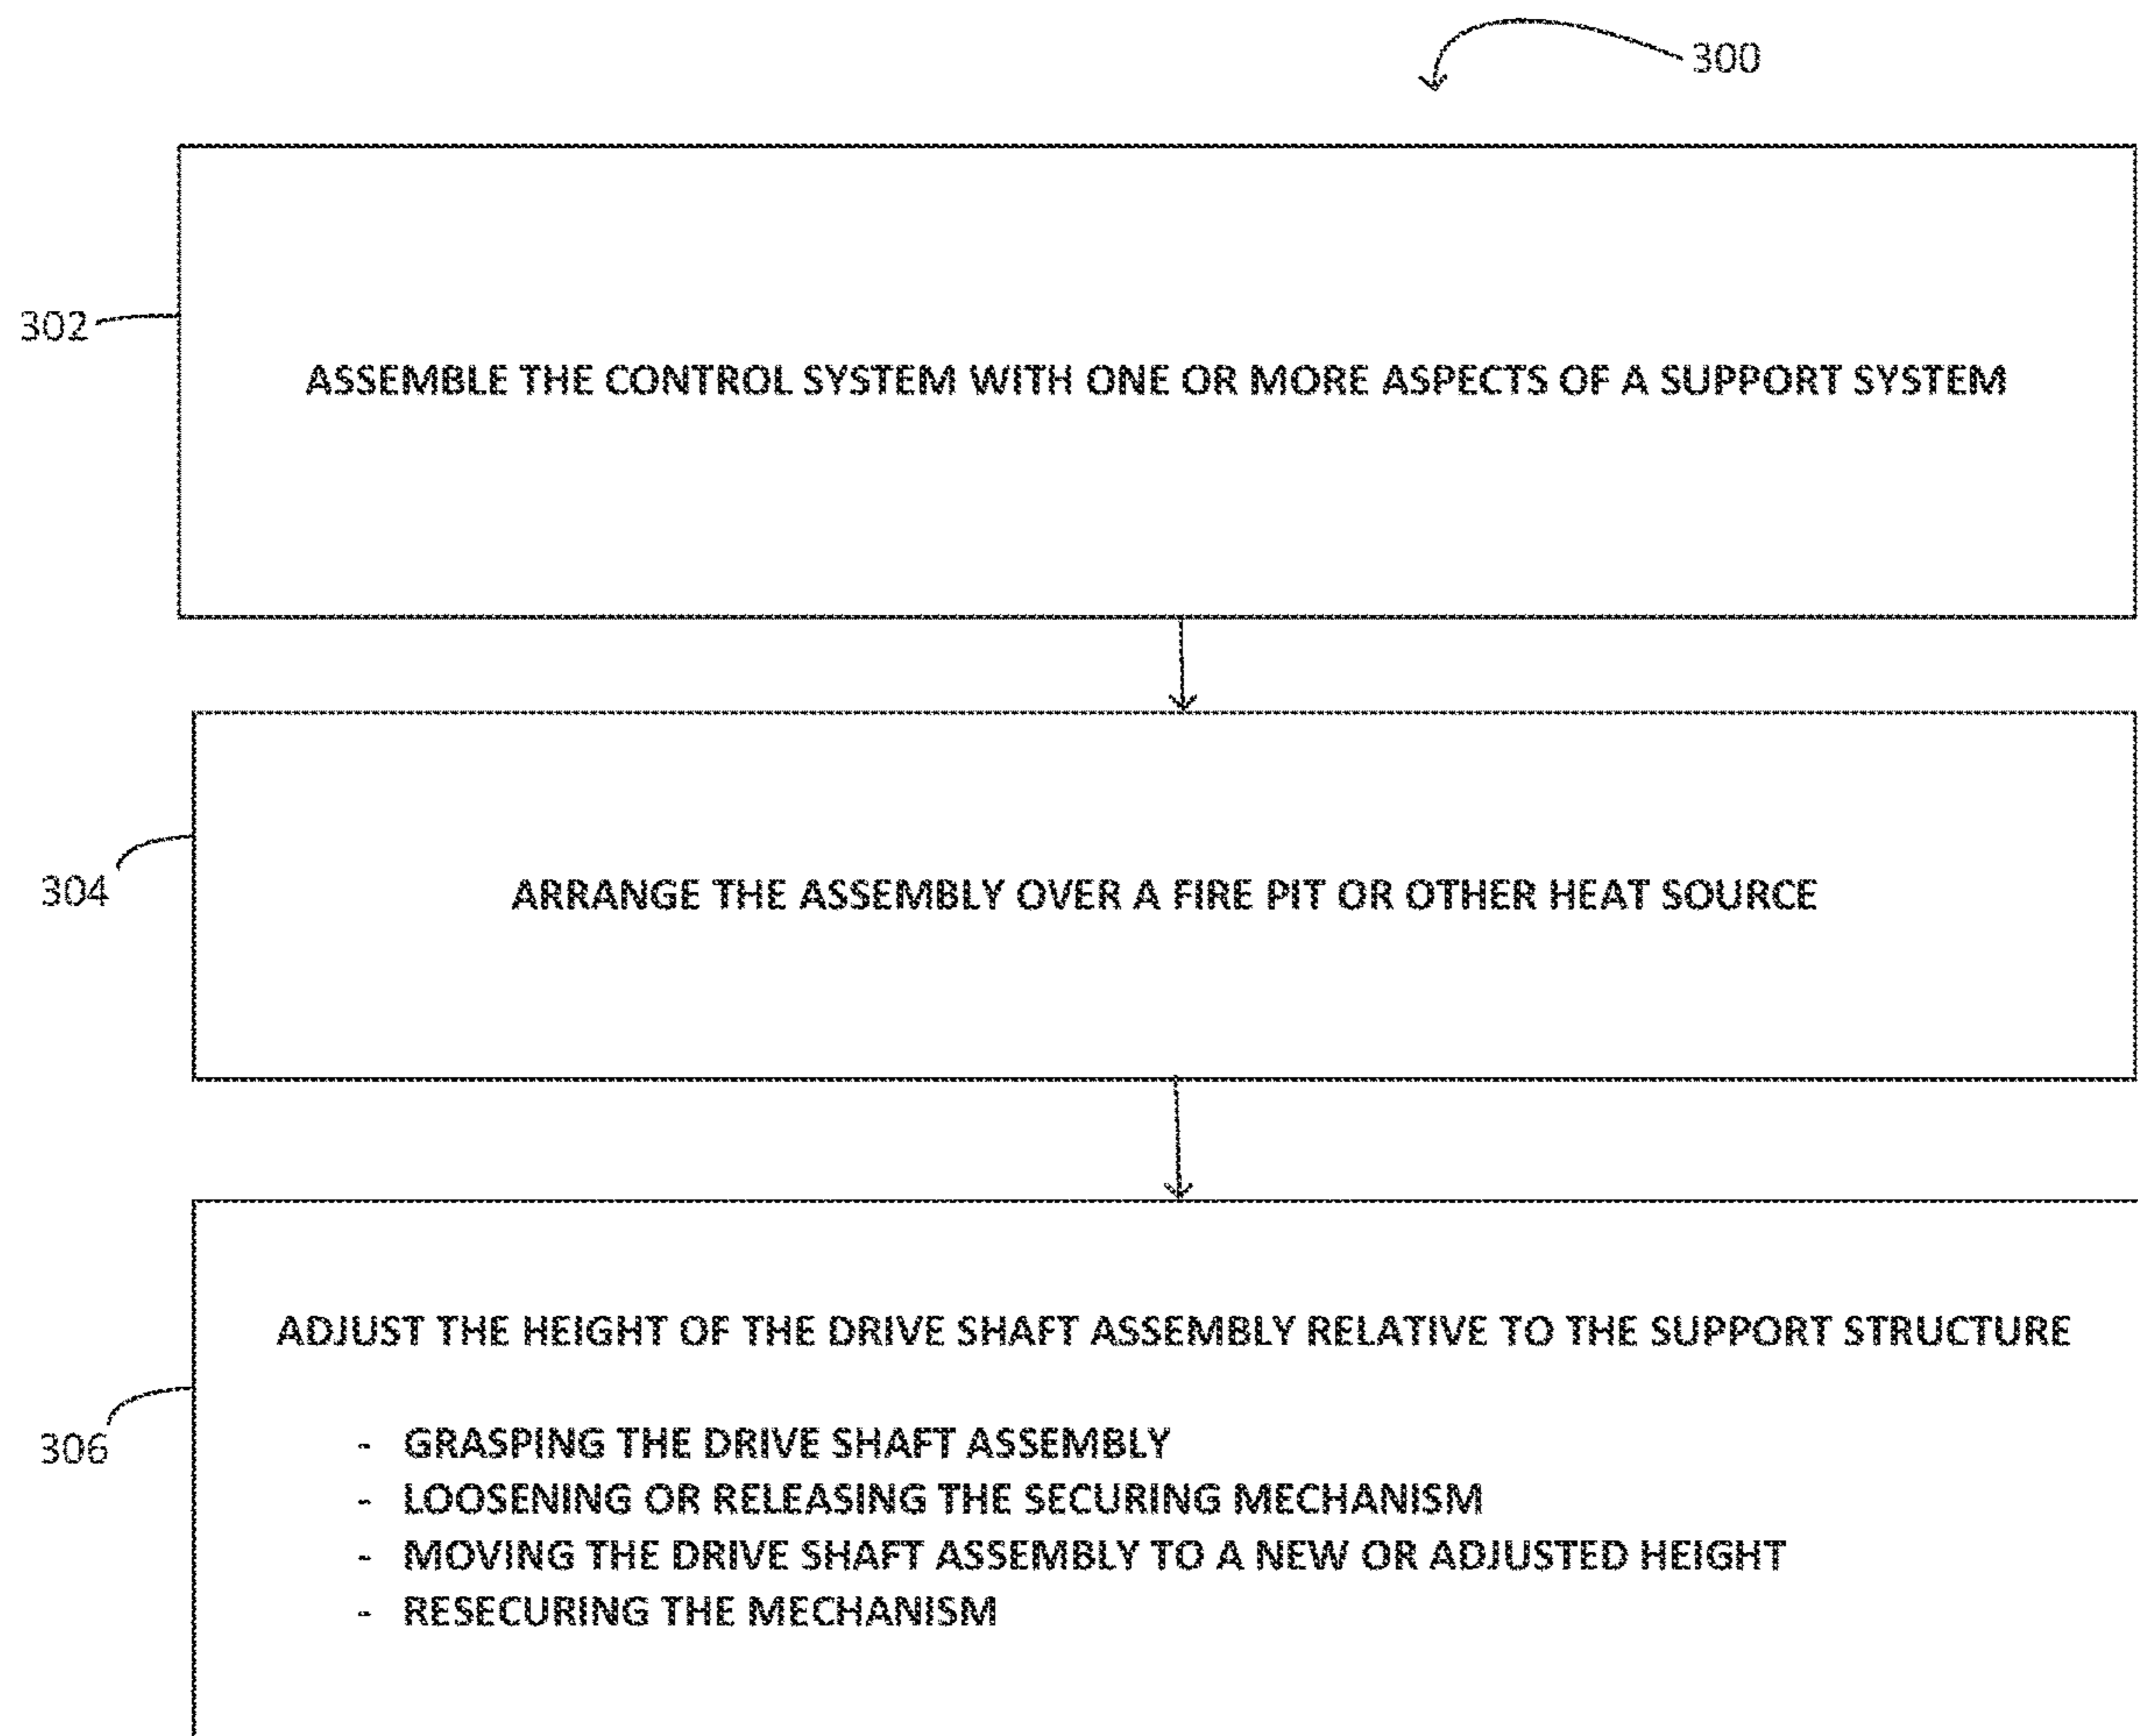 300
302
ASSEMBLE THE CONTROL SYSTEM WITH ONE OR MORE ASPECTS OF A SUPPORT SYSTEM
304
ARRANGE THE ASSEMBLY OVER A FIRE PIT OR OTHER HEAT SOURCE
306
ADJUST THE HEIGHT OF THE DRIVE SHAFT ASSEMBLY RELATIVE TO THE SUPPORT STRUCTURE
- GRASPING THE DRIVE SHAFT ASSEMBLY
- LOOSENING OR RELEASING THE SECURING MECHANISM
- MOVING THE DRIVE SHAFT ASSEMBLY TO A NEW OR ADJUSTED HEIGHT
- RESECURING THE MECHANISM